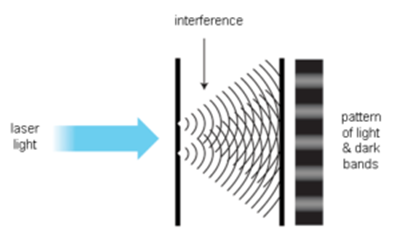 interference
laser
light
pattern
of light
& dark
bands